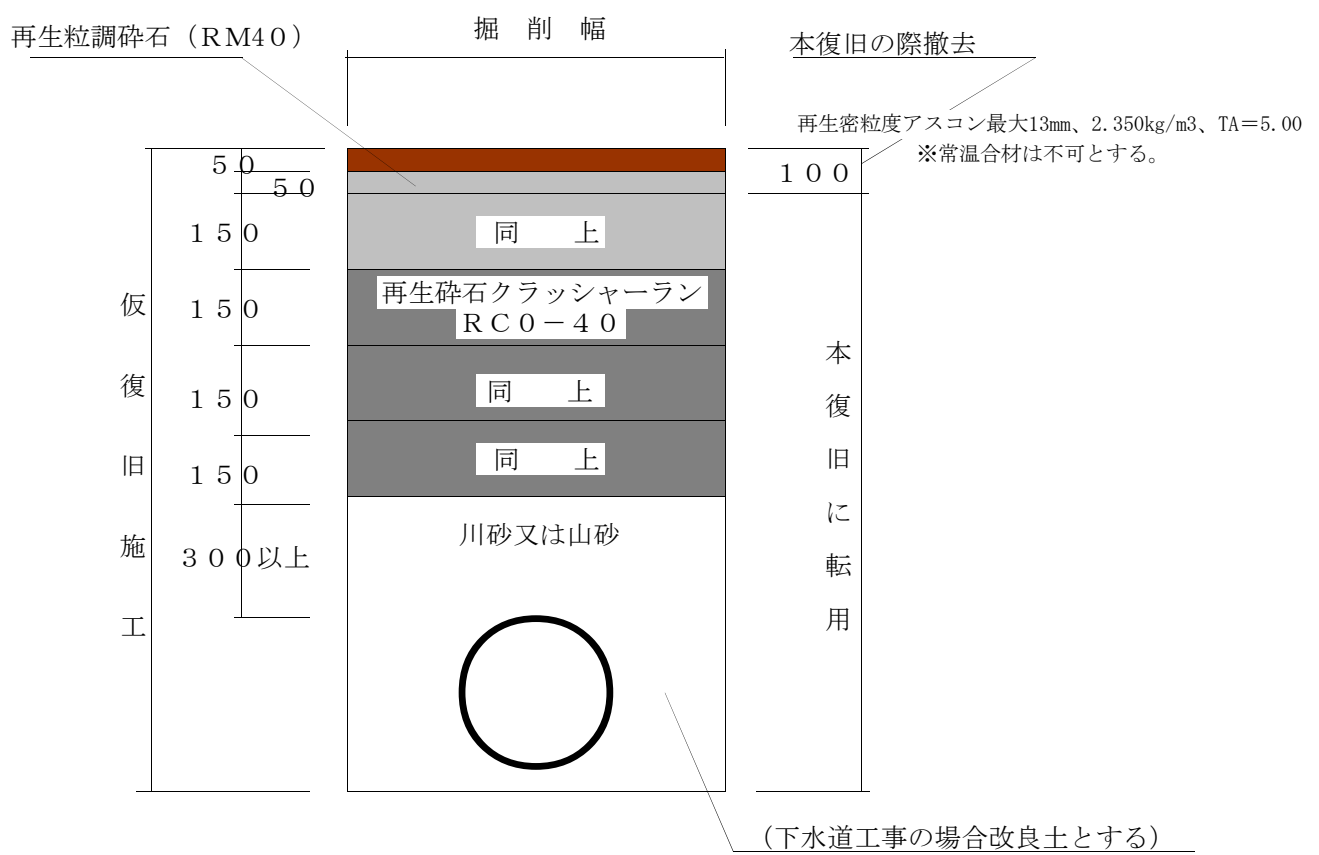 再生粒調砕石（RM40）
掘　削　幅
本復旧の際撤去
再生密粒度アスコン最大13mm、2.350kg/m3、TA＝5.00
※常温合材は不可とする。
５０
５０
１００
１５０
同　　上
１５０
再生砕石クラッシャーラン
ＲＣ０－４０
１５０
同　　上
１５０
同　　上
３００以上
川砂又は山砂
仮復旧施工
本復旧に転用
（下水道工事の場合改良土とする）